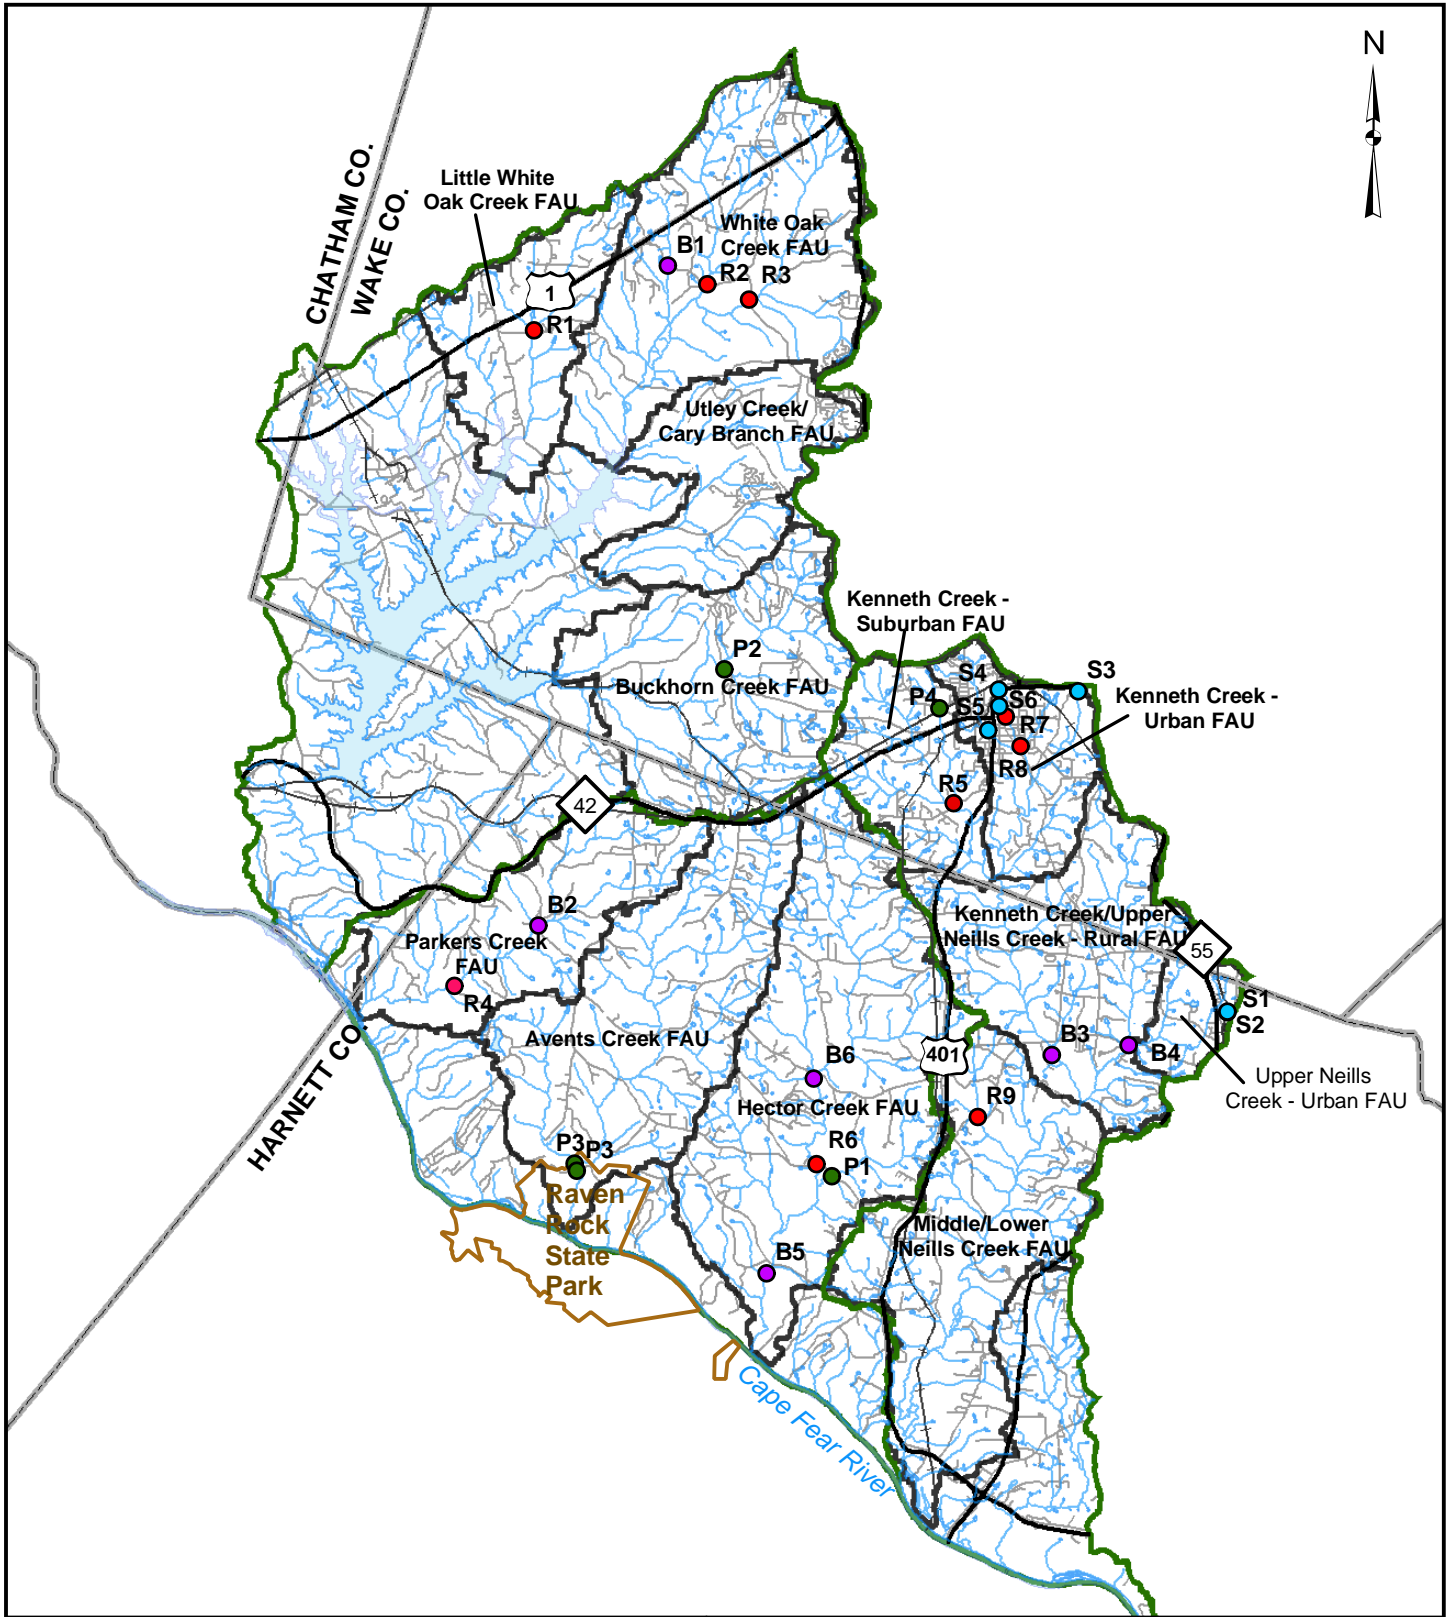 N
CHATHAM CO.
WAKE CO.
Little White
Oak Creek FAU
White Oak
Creek FAU
B1
R2
R3
1
R1
Utley Creek/
Cary Branch FAU
Kenneth Creek -
Suburban FAU
P2
Buckhorn Creek FAU
S4
S3
P4
S5
S6
Kenneth Creek -
Urban FAU
R7
R8
R5
42
B2
Parkers Creek
FAU
R4
Kenneth Creek/Upper
Neills Creek - Rural FAU
55
S1
S2
Avents Creek FAU
HARNETT CO.
401
B3
B4
B6
Upper Neills
Creek - Urban FAU
Hector Creek FAU
R9
R6
P1
P3
P3
Raven
Rock
State
Park
Middle/Lower
Neills Creek FAU
B5
Cape Fear River